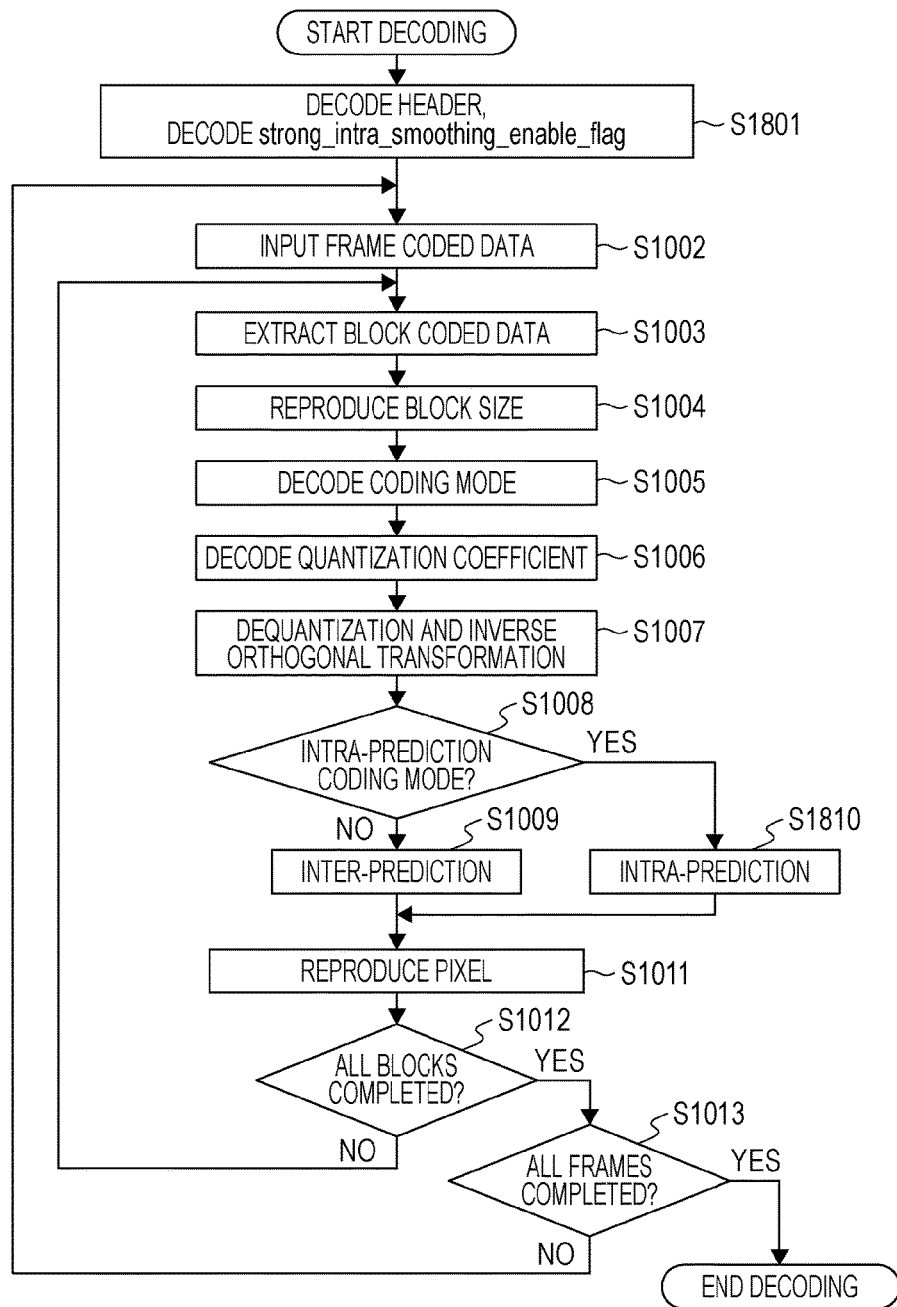 START DECODING
DECODE HEADER,
DECODE strong_intra_smoothing_enable_flag
S1801
INPUT FRAME CODED DATA
S1002
EXTRACT BLOCK CODED DATA
S1003
REPRODUCE BLOCK SIZE
S1004
DECODE CODING MODE
S1005
DECODE QUANTIZATION COEFFICIENT
S1006
DEQUANTIZATION AND INVERSE
ORTHOGONAL TRANSFORMATION
S1007
S1008
INTRA-PREDICTION
CODING MODE?
YES
NO
S1009
S1810
INTER-PREDICTION
INTRA-PREDICTION
REPRODUCE PIXEL
S1011
S1012
ALL BLOCKS
COMPLETED?
YES
NO
S1013
ALL FRAMES
COMPLETED?
YES
NO
END DECODING